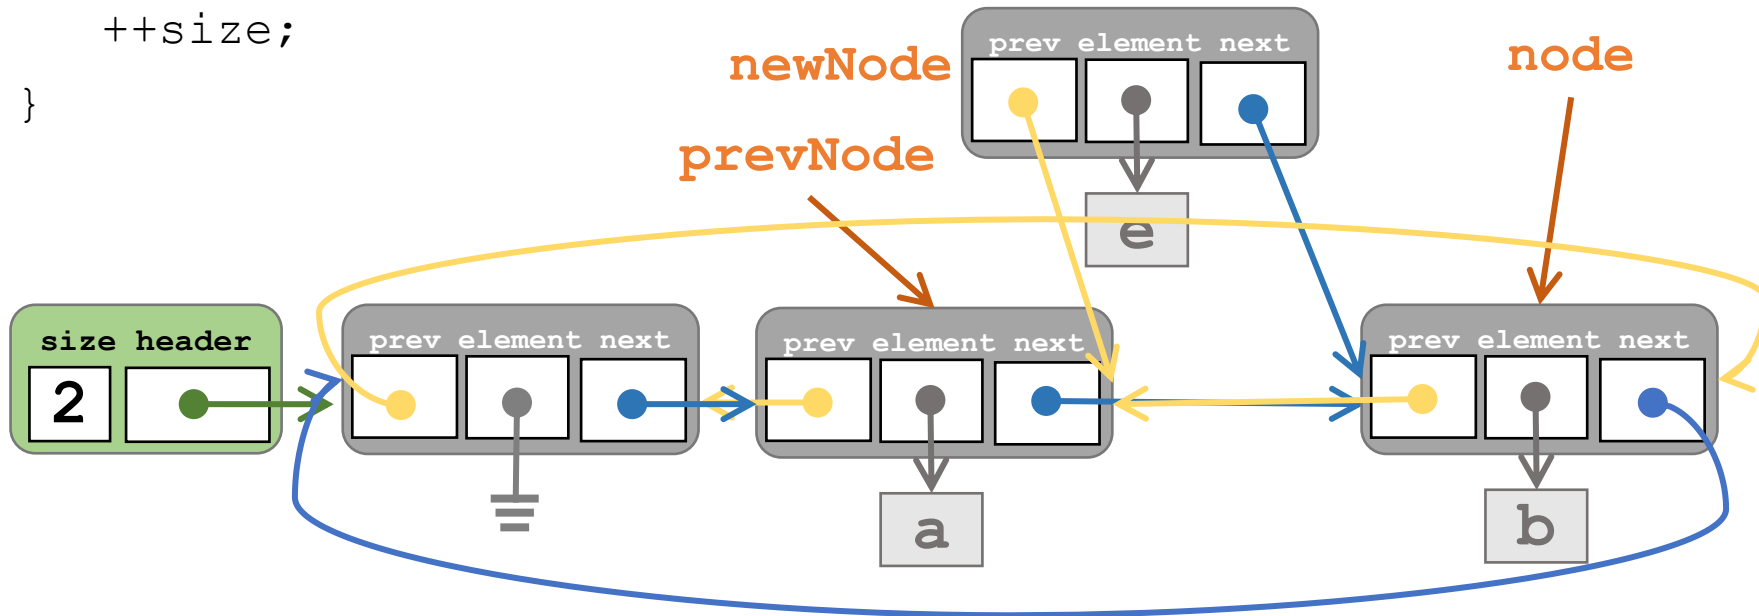 ++size;
}
newNode
prev element next
node
prevNode
e
size header
2
prev element next
prev element next
prev element next
a
b